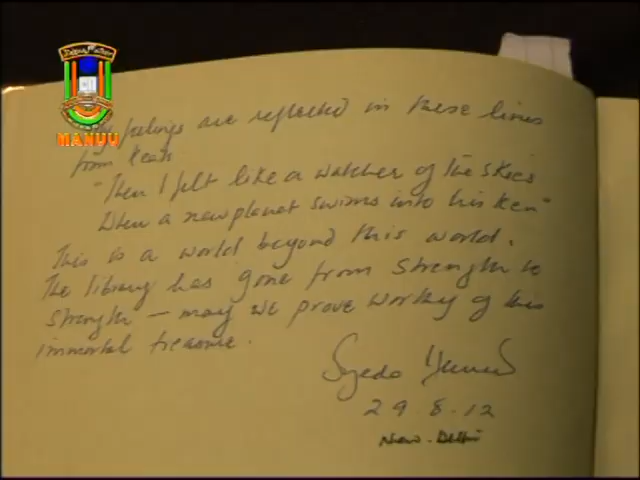 MANUU
My feelings are reflected in these lines
from Keats
"Then I felt like a watcher of the skies
When a new planet swims into his ken"
This is a world beyond this world.
The library has gone from strength to
strength – may we prove worthy of this
immortal treasure.
Syeda
29.8.12
New-Delhi